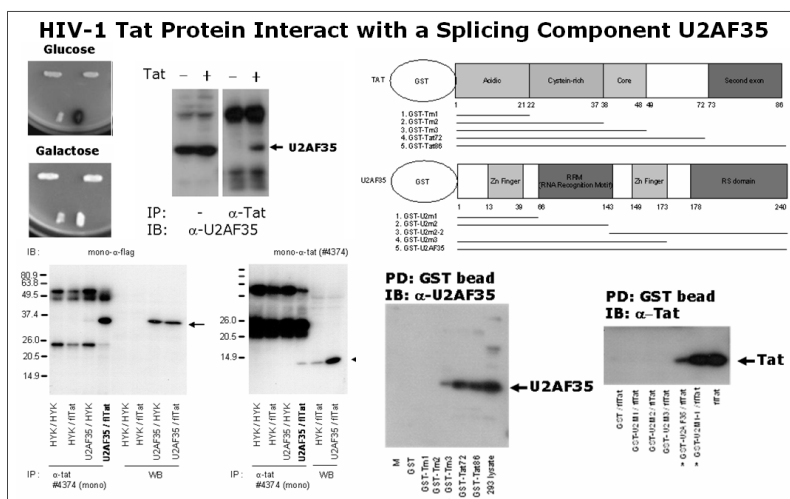 HIV-1 Tat Protein Interact with a Splicing Component U2AF35
Glucose
Galactose
Tat – + – +
U2AF35
IP: - α-Tat
IB: α-U2AF35
TAT
GST
Acidic
Cystein-rich
Core
Second exon
1 21 22 37 38 48 49 72 73 86
1. GST-Tm1
2. GST-Tm2
3. GST-Tm3
4. GST-Tat72
5. GST-Tat86
U2AF35
GST
Zn Finger
RRM
(RNA Recognition Motif)
Zn Finger
RS domain
1 13 39 66 143 149 173 178 240
1. GST-U2m1
2. GST-U2m2
3. GST-U2m2-2
4. GST-U2m3
5. GST-U2AF35
IB: mono-α-flag
80.9
63.8
49.5
37.4
26.0
20.5
14.9
HYK/HYK
HYK/flTat
U2AF35/HYK
U2AF35/flTat
HYK/HYK
HYK/flTat
U2AF35/HYK
U2AF35/flTat
IP: α-tat
#4374 (mono)
WB
mono-α-tat (#4374)
26.0
20.5
14.9
HYK/HYK
HYK/flTat
U2AF35/HYK
U2AF35/flTat
HYK/flTat
U2AF35/flTat
IP: α-tat
#4374 (mono)
WB
PD: GST bead
IB: α-U2AF35
U2AF35
M
GST
GST-Tm1
GST-Tm2
GST-Tm3
GST-Tat72
GST-Tat86
293 lysate
PD: GST bead
IB: α–Tat
Tat
GST / flTat
GST-U2M1 / flTat
GST-U2M2 / flTat
GST-U2M3 / flTat
» GST-U2AF35 / flTat
» GST-U2M1-1 / flTat
flTat